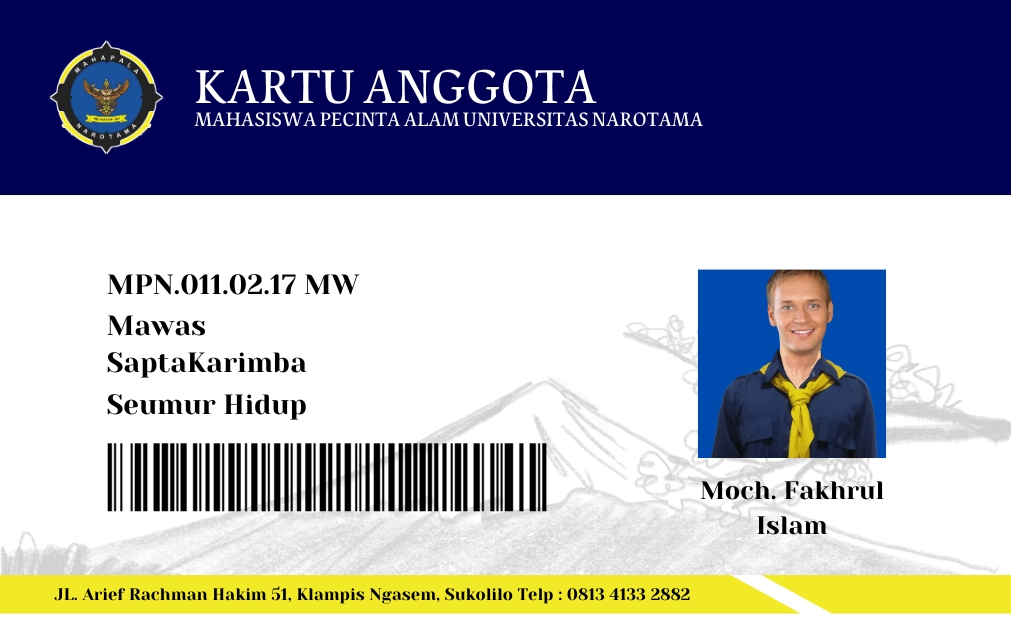 MAHAPALA
NAROTAMA
KARTU ANGGOTA
MAHASISWA PECINTA ALAM UNIVERSITAS NAROTAMA
MPN.011.02.17 MW
Mawas
SaptaKarimba
Seumur Hidup
Moch. Fakhrul
Islam
JL. Arief Rachman Hakim 51, Klampis Ngasem, Sukolilo Telp : 0813 4133 2882